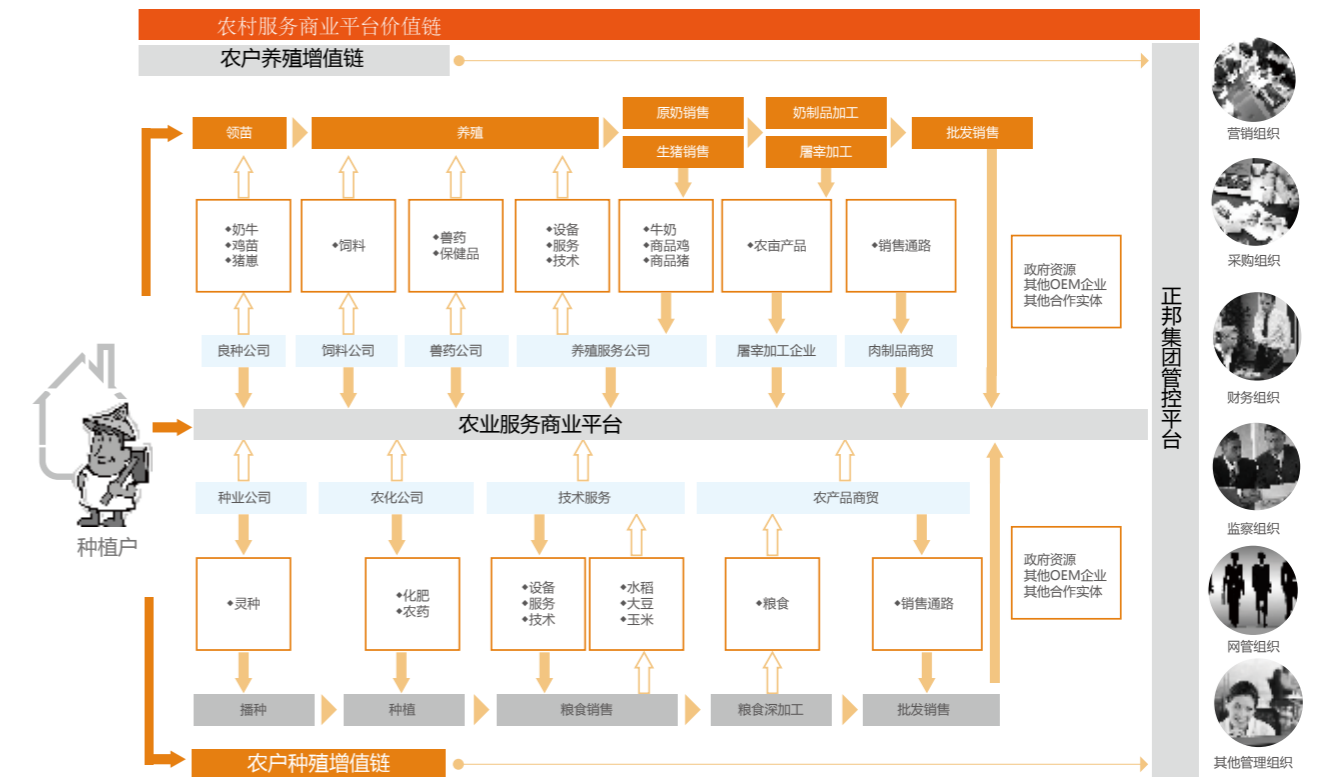 农村服务商业平台价值链
农户养殖增值链
领苗
养殖
原奶销售
奶制品加工
批发销售
生猪销售
屠宰加工
◆奶牛
◆鸡苗
◆猪崽
◆饲料
◆兽药
◆保健品
◆设备
◆服务
◆技术
◆牛奶
◆商品鸡
◆商品猪
◆农亩产品
◆销售通路
政府资源
其他OEM企业
其他合作实体
良种公司
饲料公司
兽药公司
养殖服务公司
屠宰加工企业
肉制品商贸
农业服务商业平台
种植户
种业公司
农化公司
技术服务
农产品商贸
◆灵种
◆化肥
◆农药
◆设备
◆服务
◆技术
◆水稻
◆大豆
◆玉米
◆粮食
◆销售通路
政府资源
其他OEM企业
其他合作实体
播种
种植
粮食销售
粮食深加工
批发销售
农户种殖增值链
正邦集团管控平台
营销组织
采购组织
财务组织
监察组织
网管组织
其他管理组织